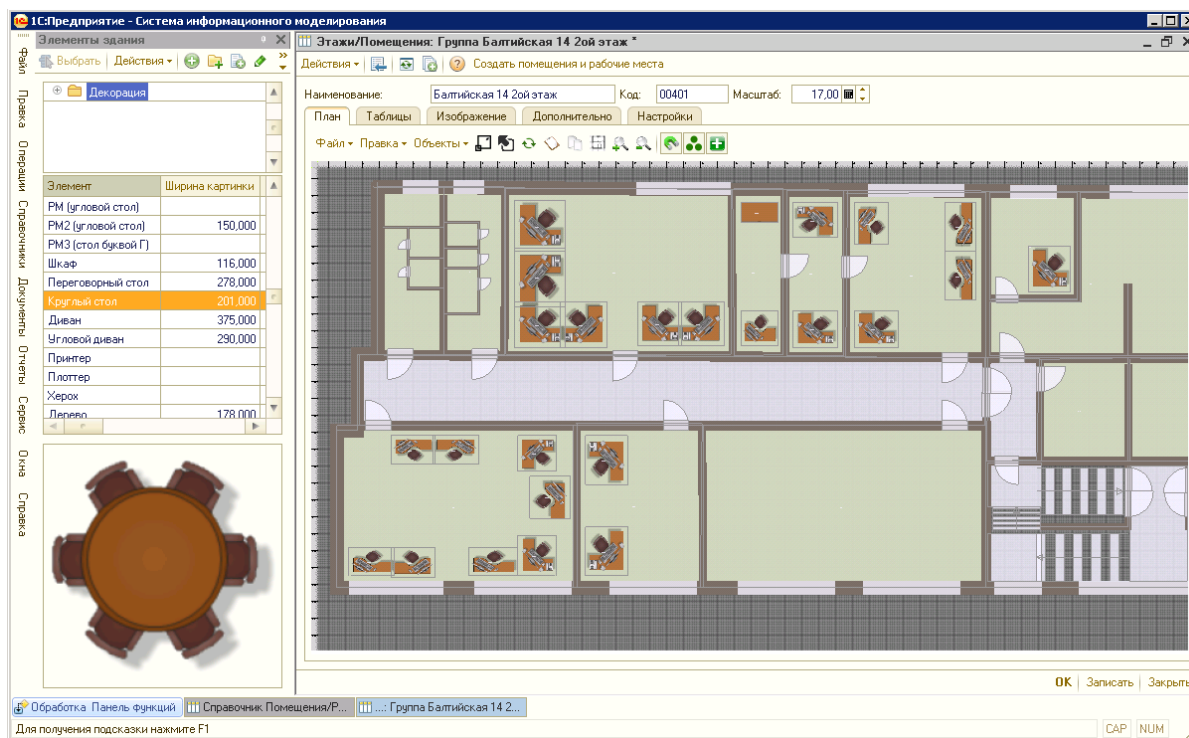 1С:Предприятие - Система информационного моделирования
Файл
Правка
Операции
Справочники
Документы
Отчеты
Сервис
Окна
Справка
Элементы здания
Выбрать Действия
Декорация
Элемент Ширина картинки
РМ (угловой стол)
РМ2 (угловой стол) 150,000
РМ3 (стол буквой Г)
Шкаф 116,000
Переговорный стол 278,000
Круглый стол 201,000
Диван 375,000
Угловой диван 290,000
Принтер
Плоттер
Херох
Дерево 178,000
Этажи/Помещения: Группа Балтийская 14 2ой этаж *
Действия Создать помещения и рабочие места
Наименование: Балтийская 14 2ой этаж Код: 00401 Масштаб: 17,00
План Таблицы Изображение Дополнительно Настройки
Файл Правка Объекты
OK Записать Закрыть
Обработка Панель функций Справочник Помещения/Р... ...: Группа Балтийская 14 2...
Для получения подсказки нажмите F1 CAP NUM